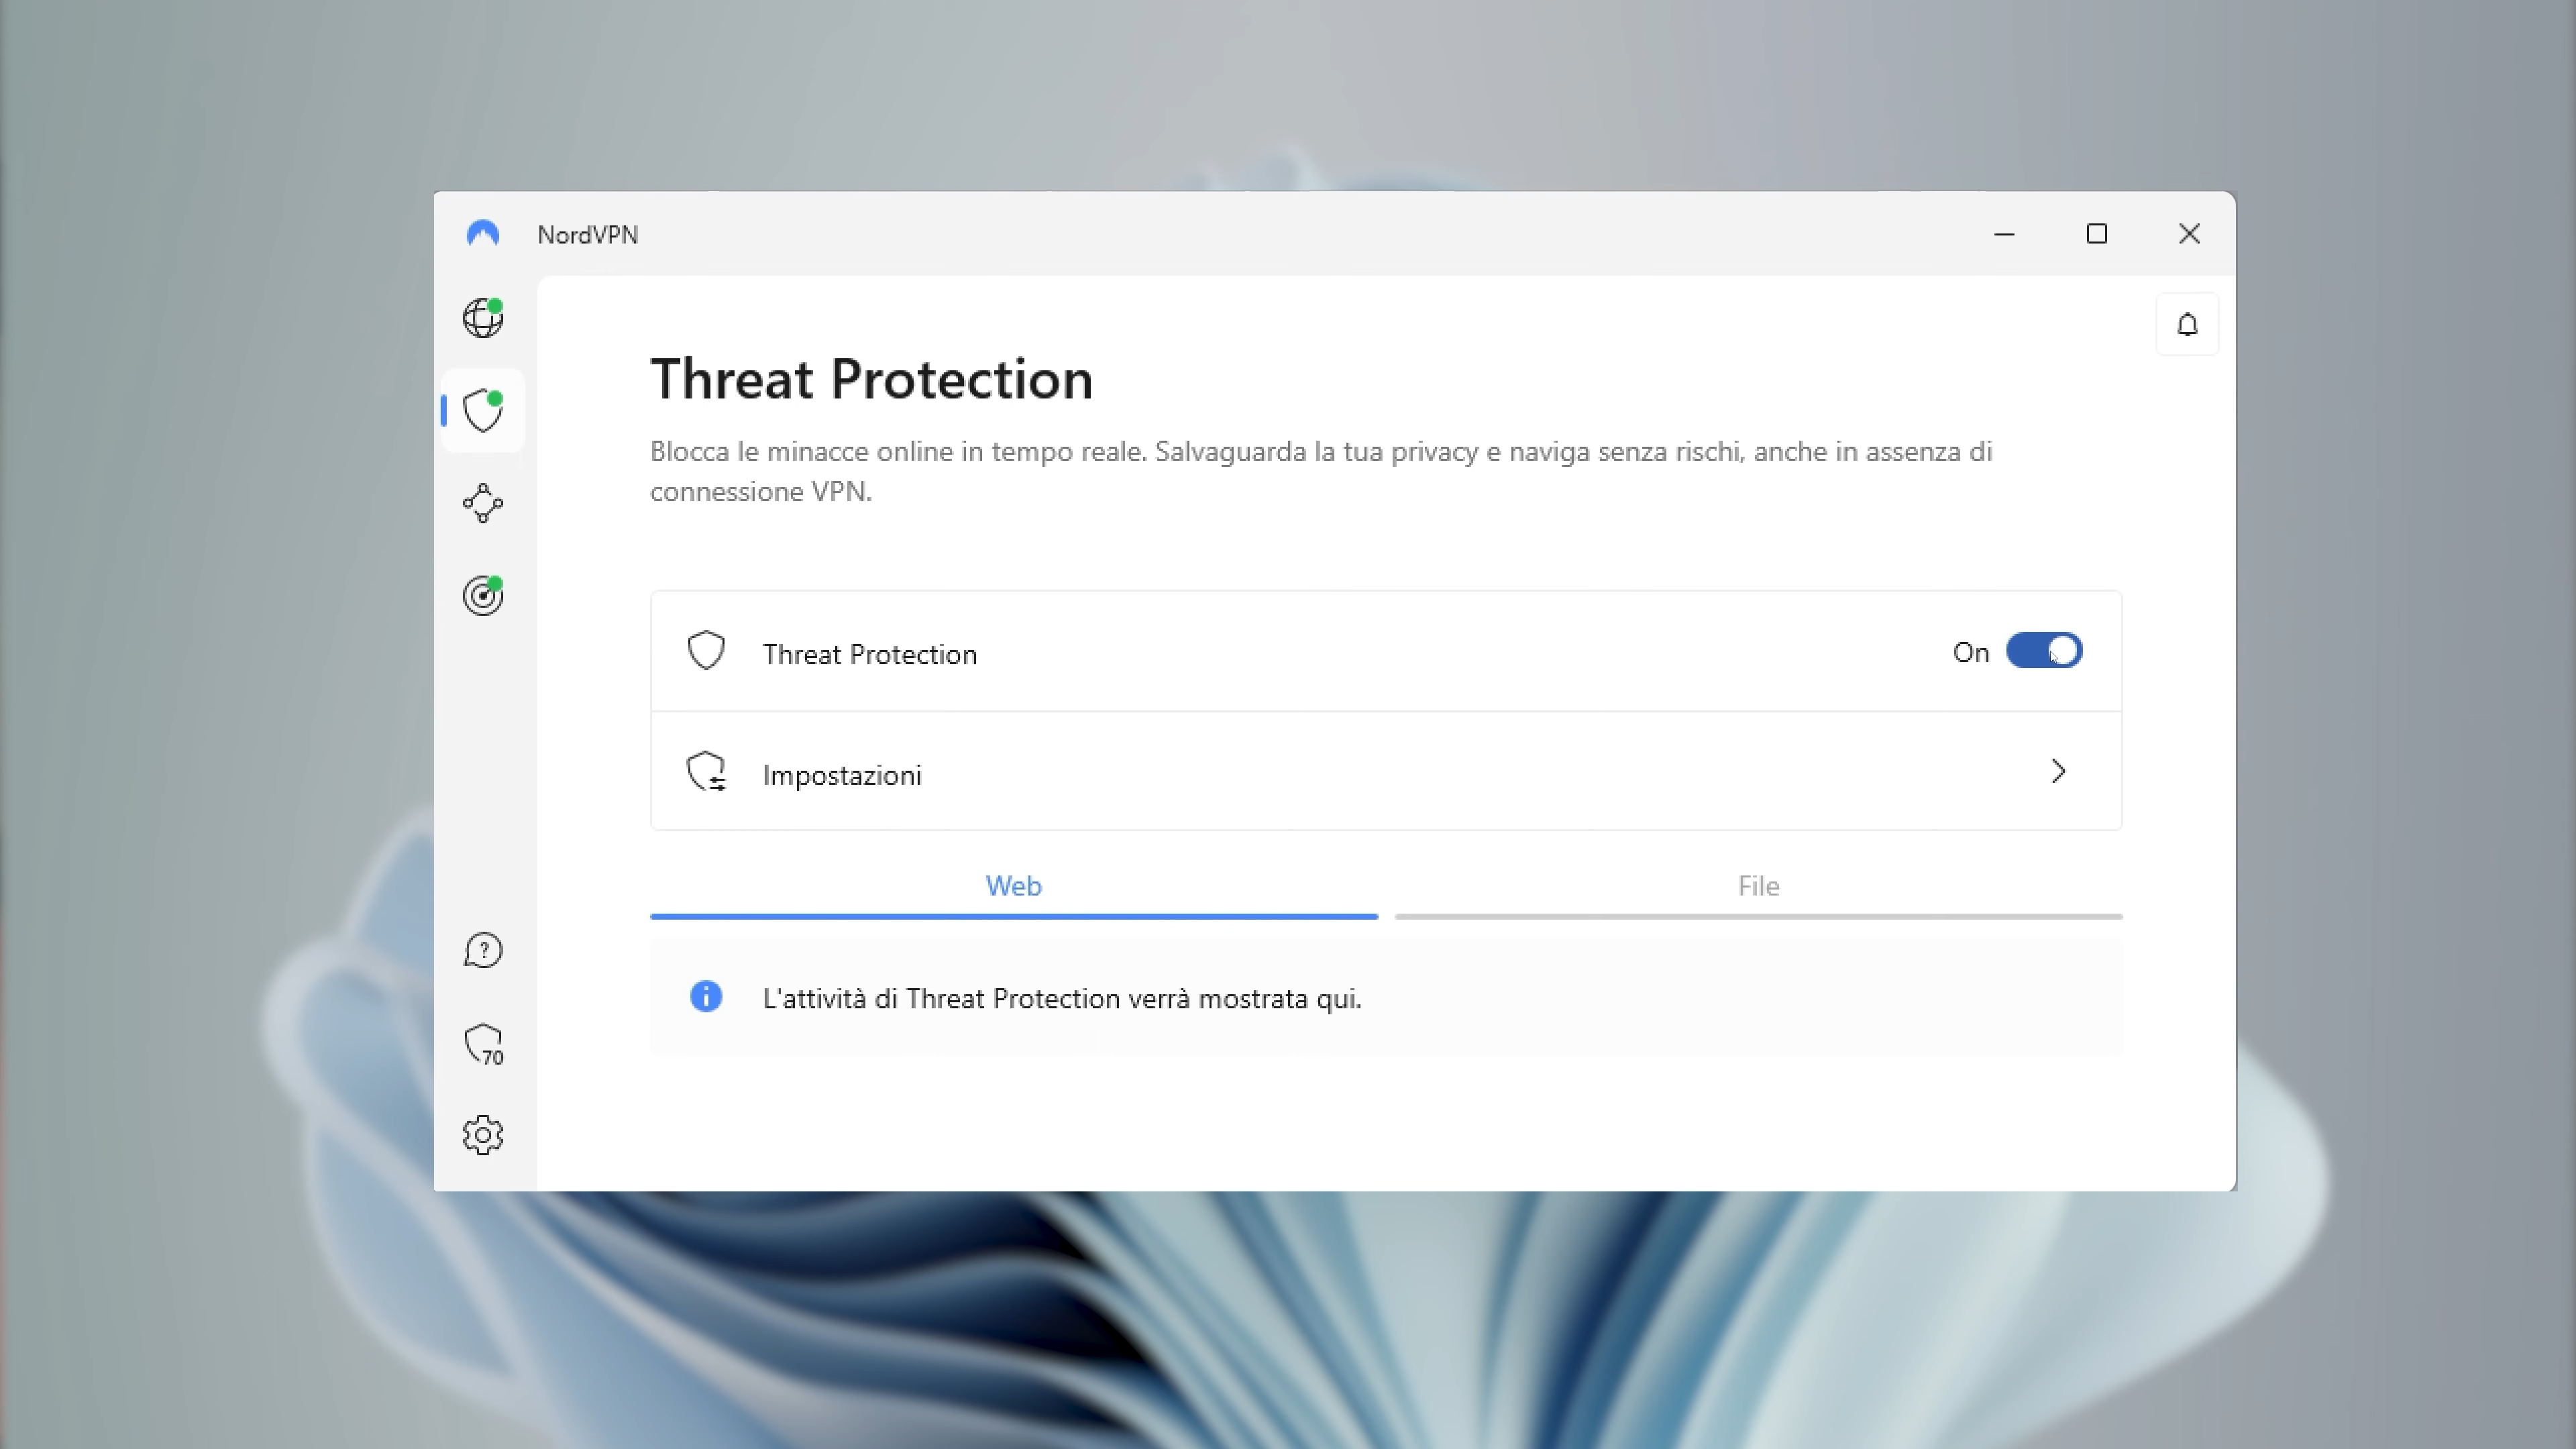 NordVPN
Threat Protection
Blocca le minacce online in tempo reale. Salvaguarda la tua privacy e naviga senza rischi, anche in assenza di
connessione VPN.
Threat Protection
On
Impostazioni
Web
File
?
L'attività di Threat Protection verrà mostrata qui.
70